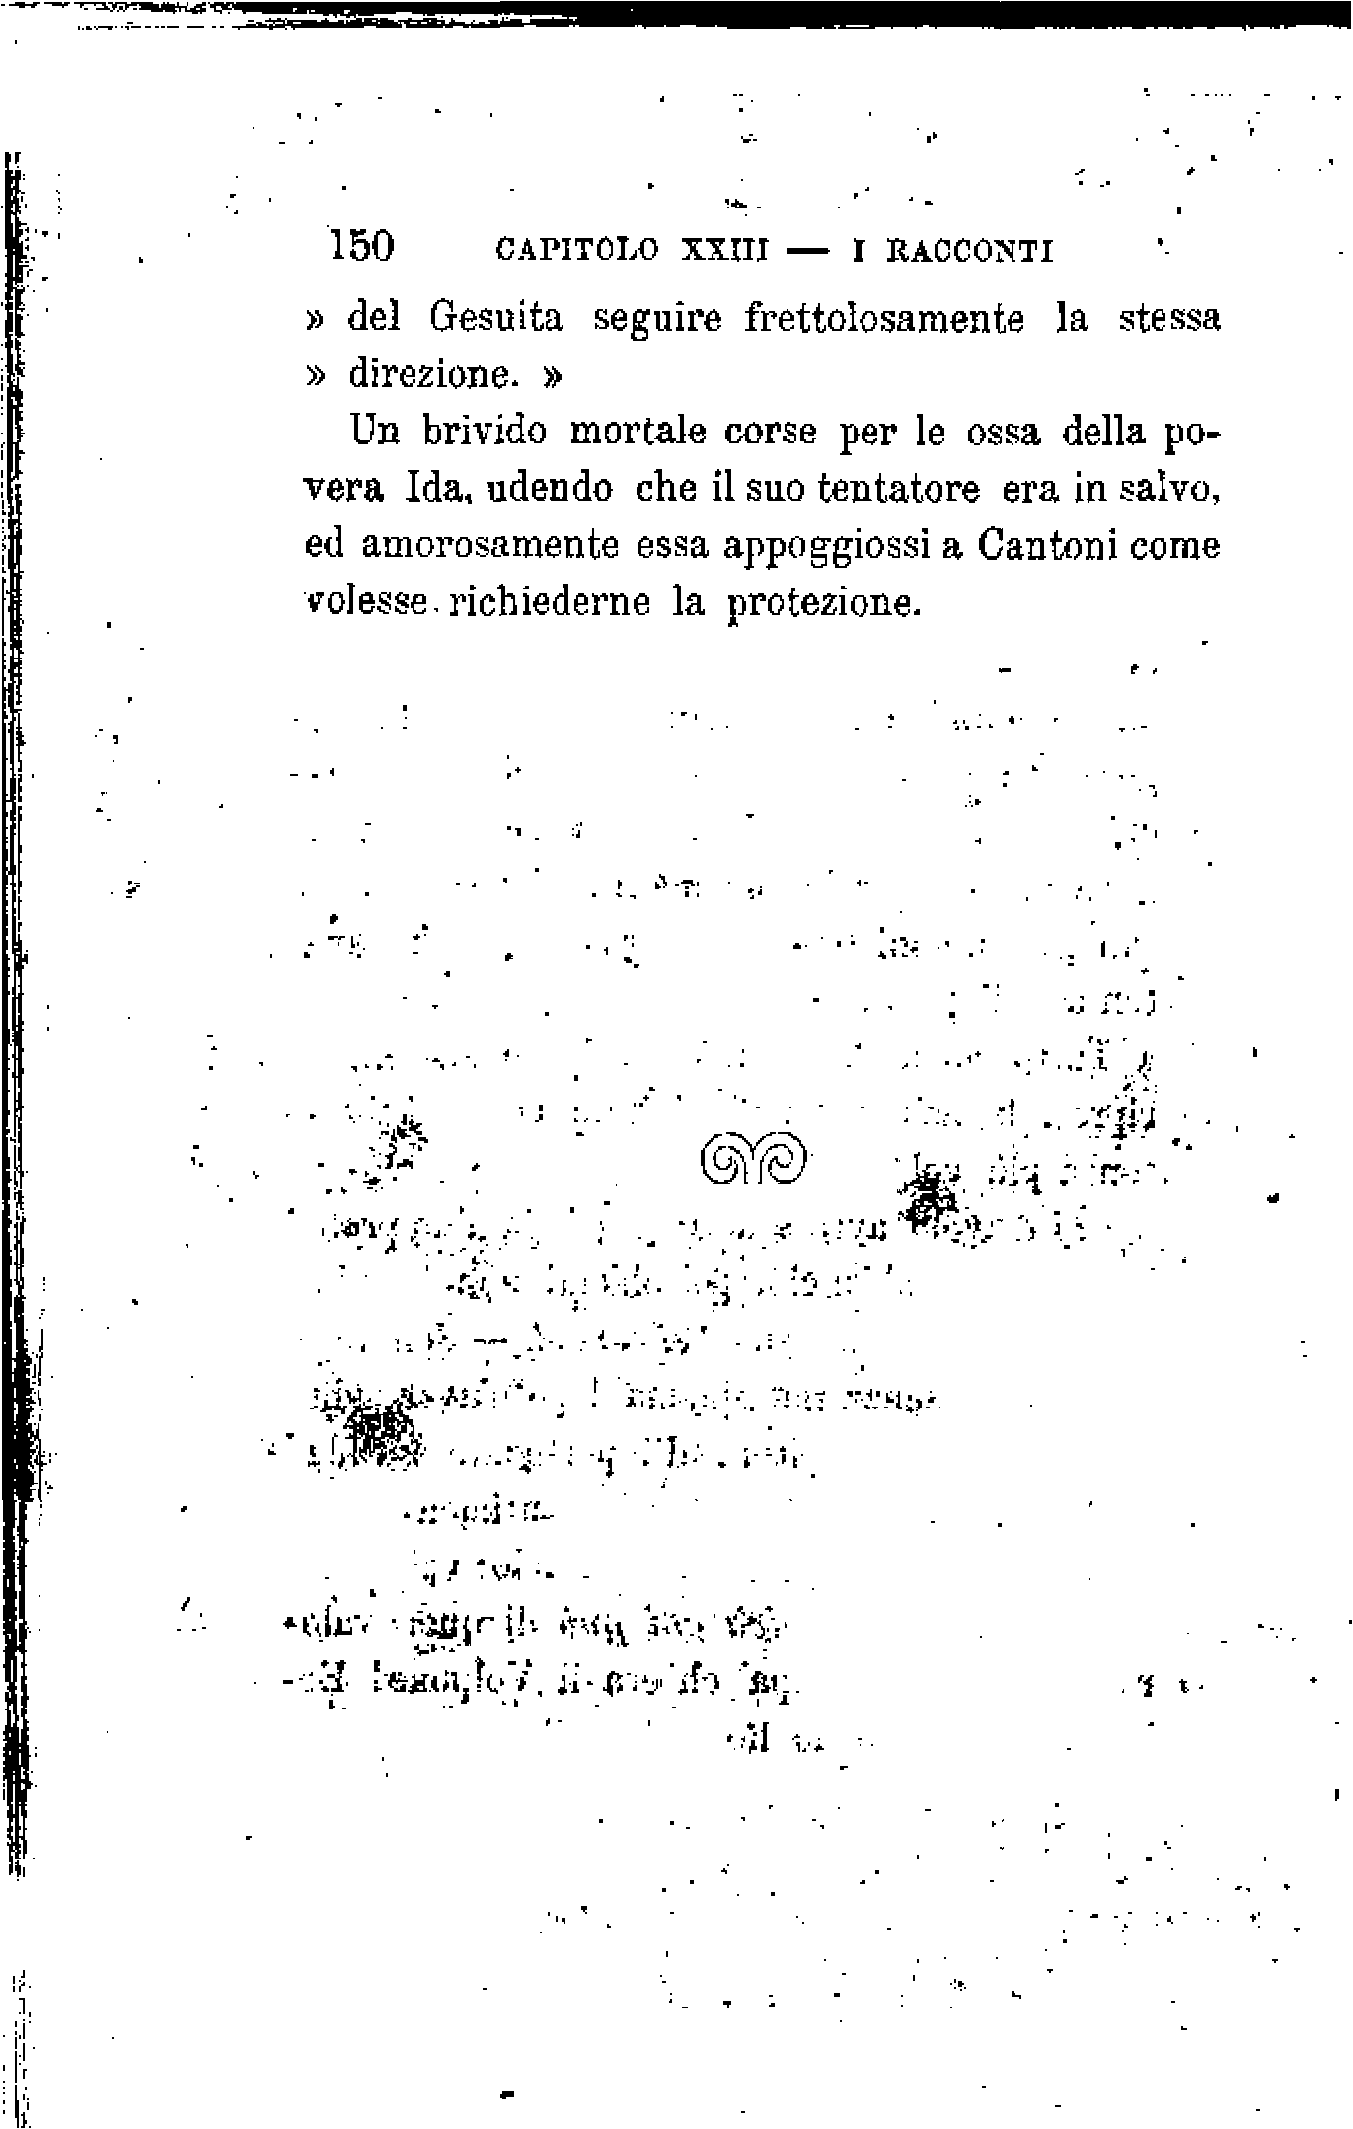 150 CAPITOLO XXIII — I RACCONTI
» del Gesuita seguire frettolosamente la stessa
» direzione. »
Un brivido mortale corse per le ossa della po-
vera Ida, udendo che il suo tentatore era in salvo,
ed amorosamente essa appoggiossi a Cantoni come
volesse richiederne la protezione.